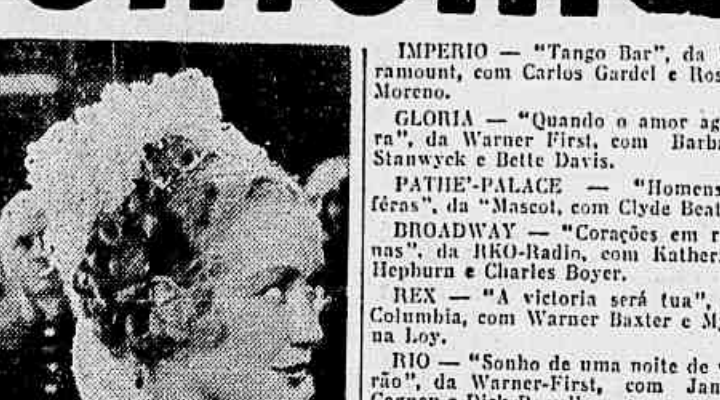 IMPERIO — "Tango Bar", da
ramount, com Carlos Gardel e Ros
Moreno.
GLORIA — "Quando o amor ag
ra", da Warner First, com Barb
Stanwyck e Bette Davis.
PATHE'-PALACE — "Homens
féras", da "Mascot, com Clyde Beat
BROADWAY — "Corações em r
nas", da RKO-Radio, com Kather
Hepburn e Charles Boyer.
REX — "A victoria será tua",
Columbia, com Warner Baxter e M
na Loy.
RIO — "Sonho de uma noite de
rão", da Warner-First, com Jam